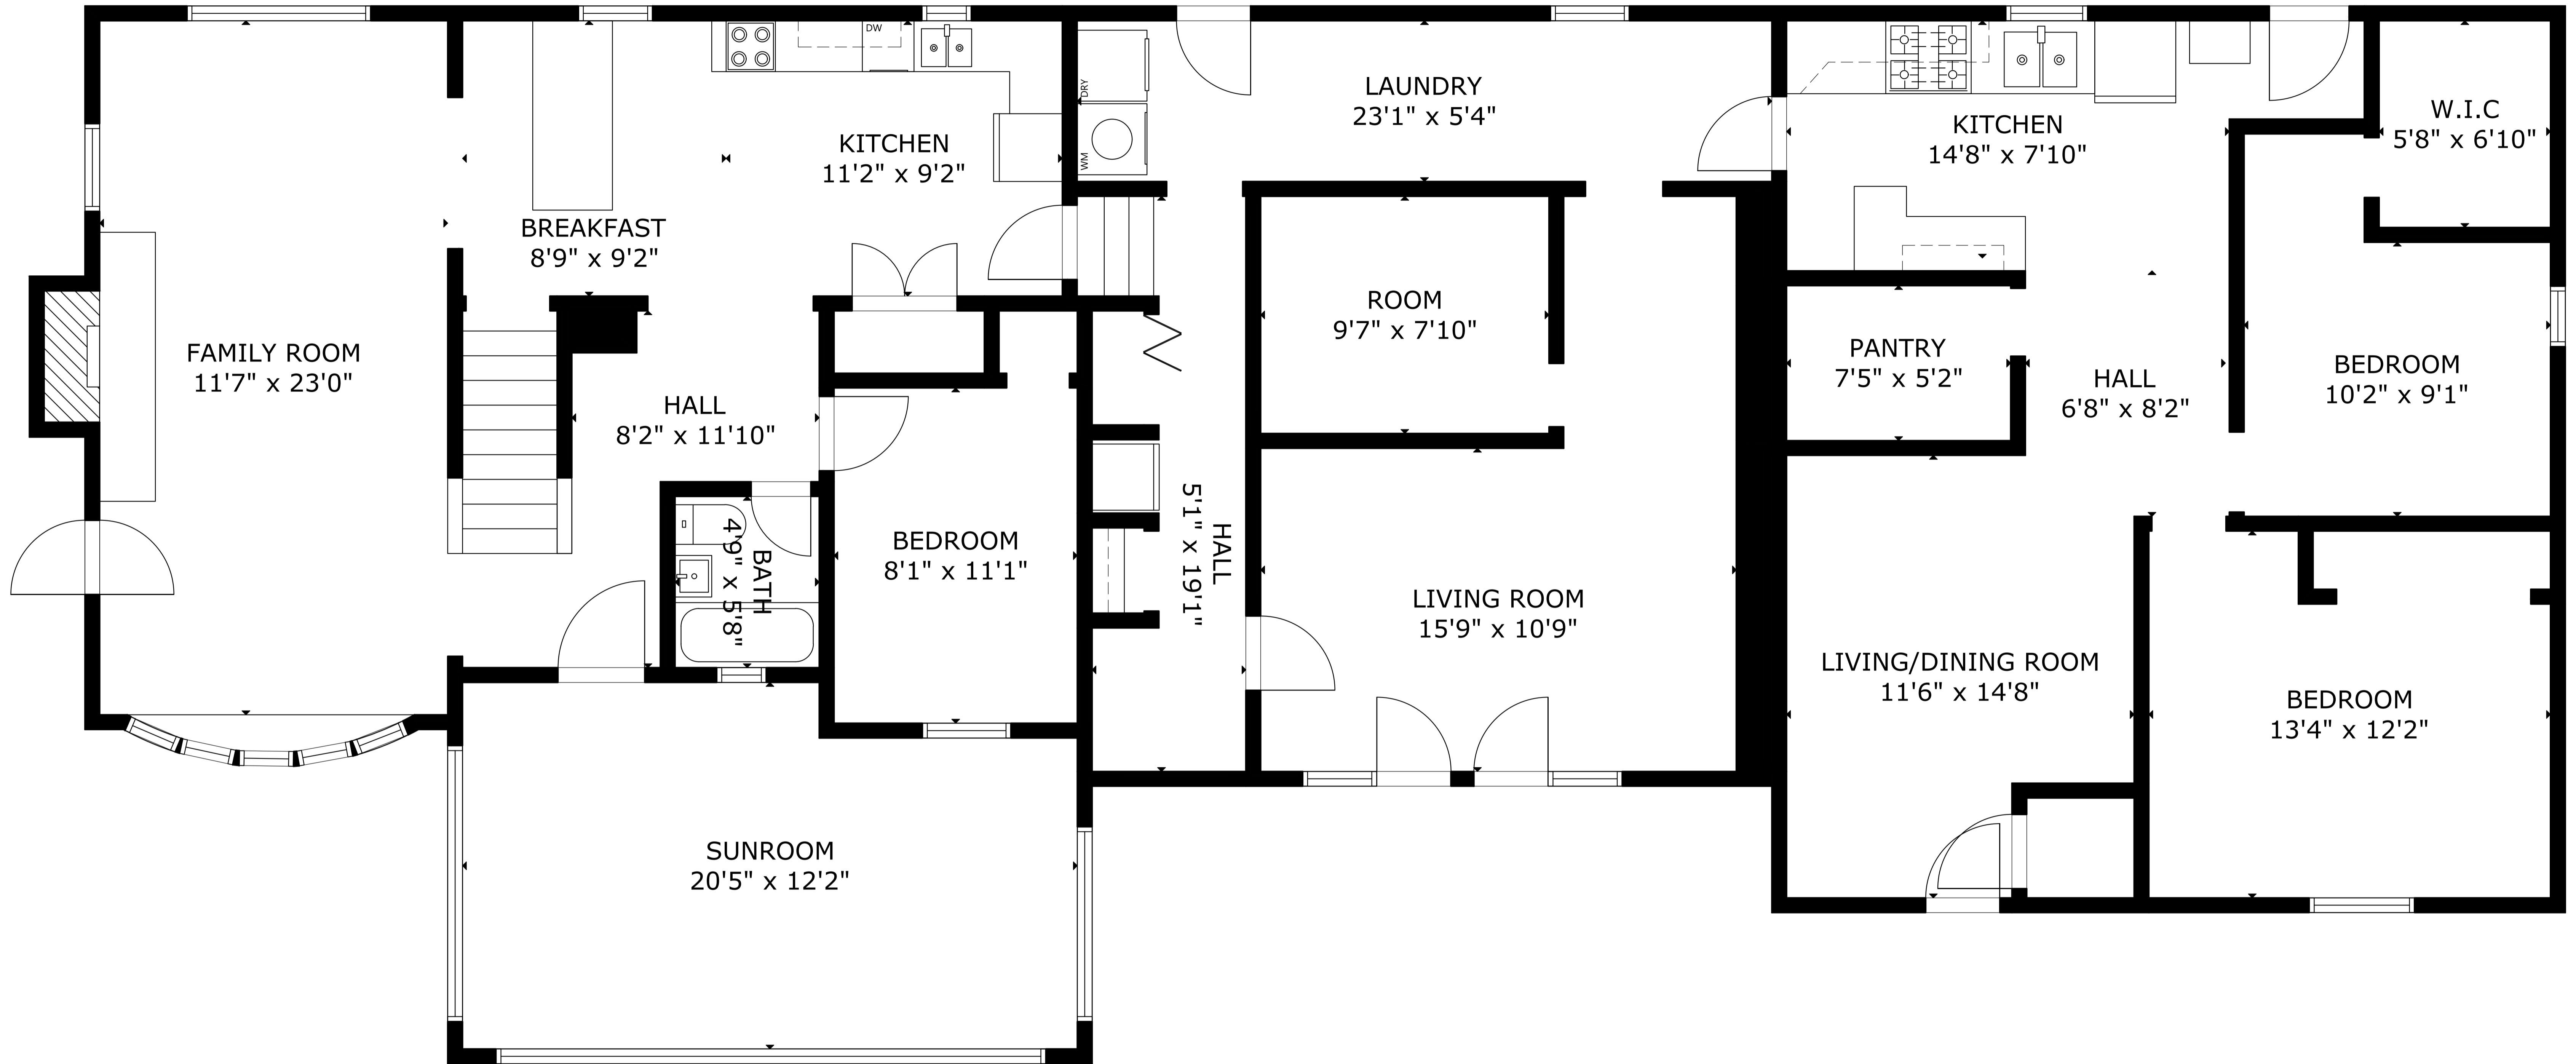 DW
KITCHEN
11'2" x 9'2"
BREAKFAST
8'9" x 9'2"
FAMILY ROOM
11'7" x 23'0"
HALL
8'2" x 11'10"
BATH
4'9" x 5'8"
BEDROOM
8'1" x 11'1"
SUNROOM
20'5" x 12'2"
DRY
WM
LAUNDRY
23'1" x 5'4"
ROOM
9'7" x 7'10"
HALL
5'1" x 19'1"
LIVING ROOM
15'9" x 10'9"
KITCHEN
14'8" x 7'10"
W.I.C
5'8" x 6'10"
PANTRY
7'5" x 5'2"
HALL
6'8" x 8'2"
BEDROOM
10'2" x 9'1"
LIVING/DINING ROOM
11'6" x 14'8"
BEDROOM
13'4" x 12'2"